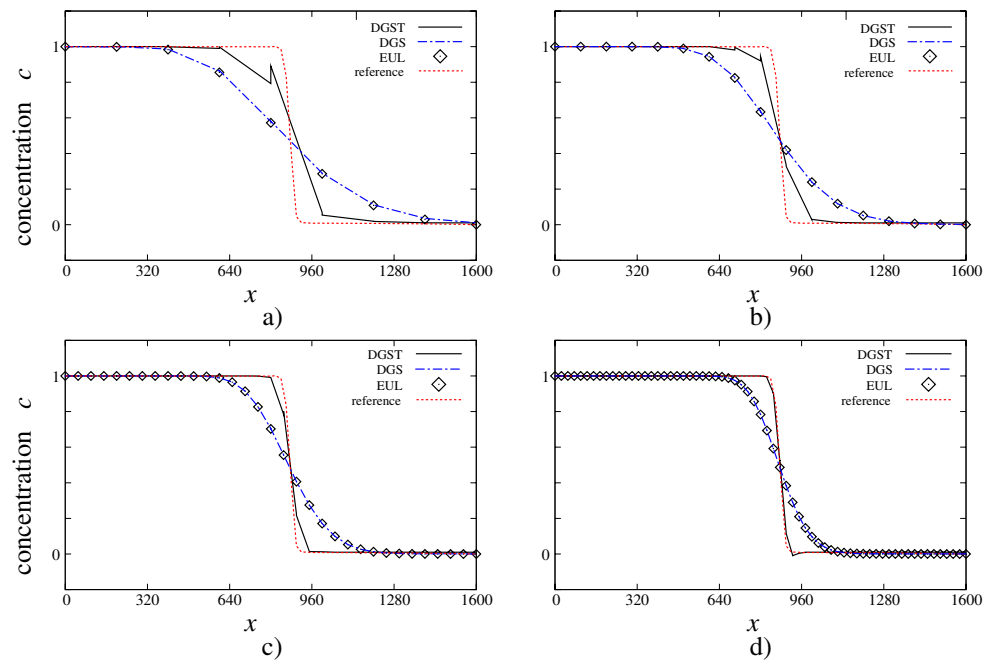 DGST
DGS
EUL
reference
1
0
concentration c
0 320 640 960 1280 1600
x
a)
DGST
DGS
EUL
reference
1
0
0 320 640 960 1280 1600
x
b)
DGST
DGS
EUL
reference
1
0
concentration c
0 320 640 960 1280 1600
x
c)
DGST
DGS
EUL
reference
1
0
0 320 640 960 1280 1600
x
d)